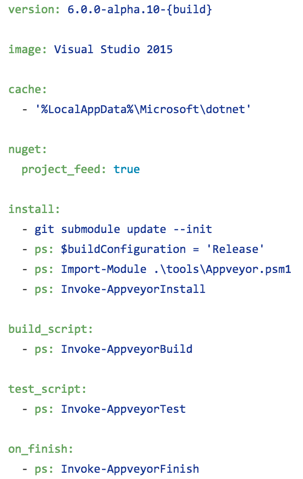 version: 6.0.0-alpha.10-{build}
image: Visual Studio 2015
cache:
- '%LocalAppData%\Microsoft\dotnet'
nuget:
project_feed: true
install:
- git submodule update --init
- ps: $buildConfiguration = 'Release'
- ps: Import-Module .\tools\Appveyor.psm1
- ps: Invoke-AppveyorInstall
build_script:
- ps: Invoke-AppveyorBuild
test_script:
- ps: Invoke-AppveyorTest
on_finish:
- ps: Invoke-AppveyorFinish